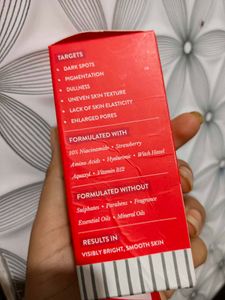 TARGETS
• DARK SPOTS
• PIGMENTATION
• DULLNESS
• UNEVEN SKIN TEXTURE
• LACK OF SKIN ELASTICITY
• ENLARGED PORES
FORMULATED WITH
10% Niacinamide • Strawberry
Amino Acids • Hyaluronic • Witch Hazel
Aquaxyl • Vitamin B12
FORMULATED WITHOUT
Sulphates • Parabens • Fragrance
Essential Oils • Mineral Oils
RESULTS IN
VISIBLY BRIGHT, SMOOTH SKIN